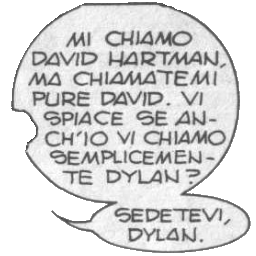 MI CHIAMO
DAVID HARTMAN,
MA CHIAMATEMI
PURE DAVID. VI
SPIACE SE AN-
CH'IO VI CHIAMO
SEMPLICEMEN-
TE DYLAN?
SEDETEVI,
DYLAN.